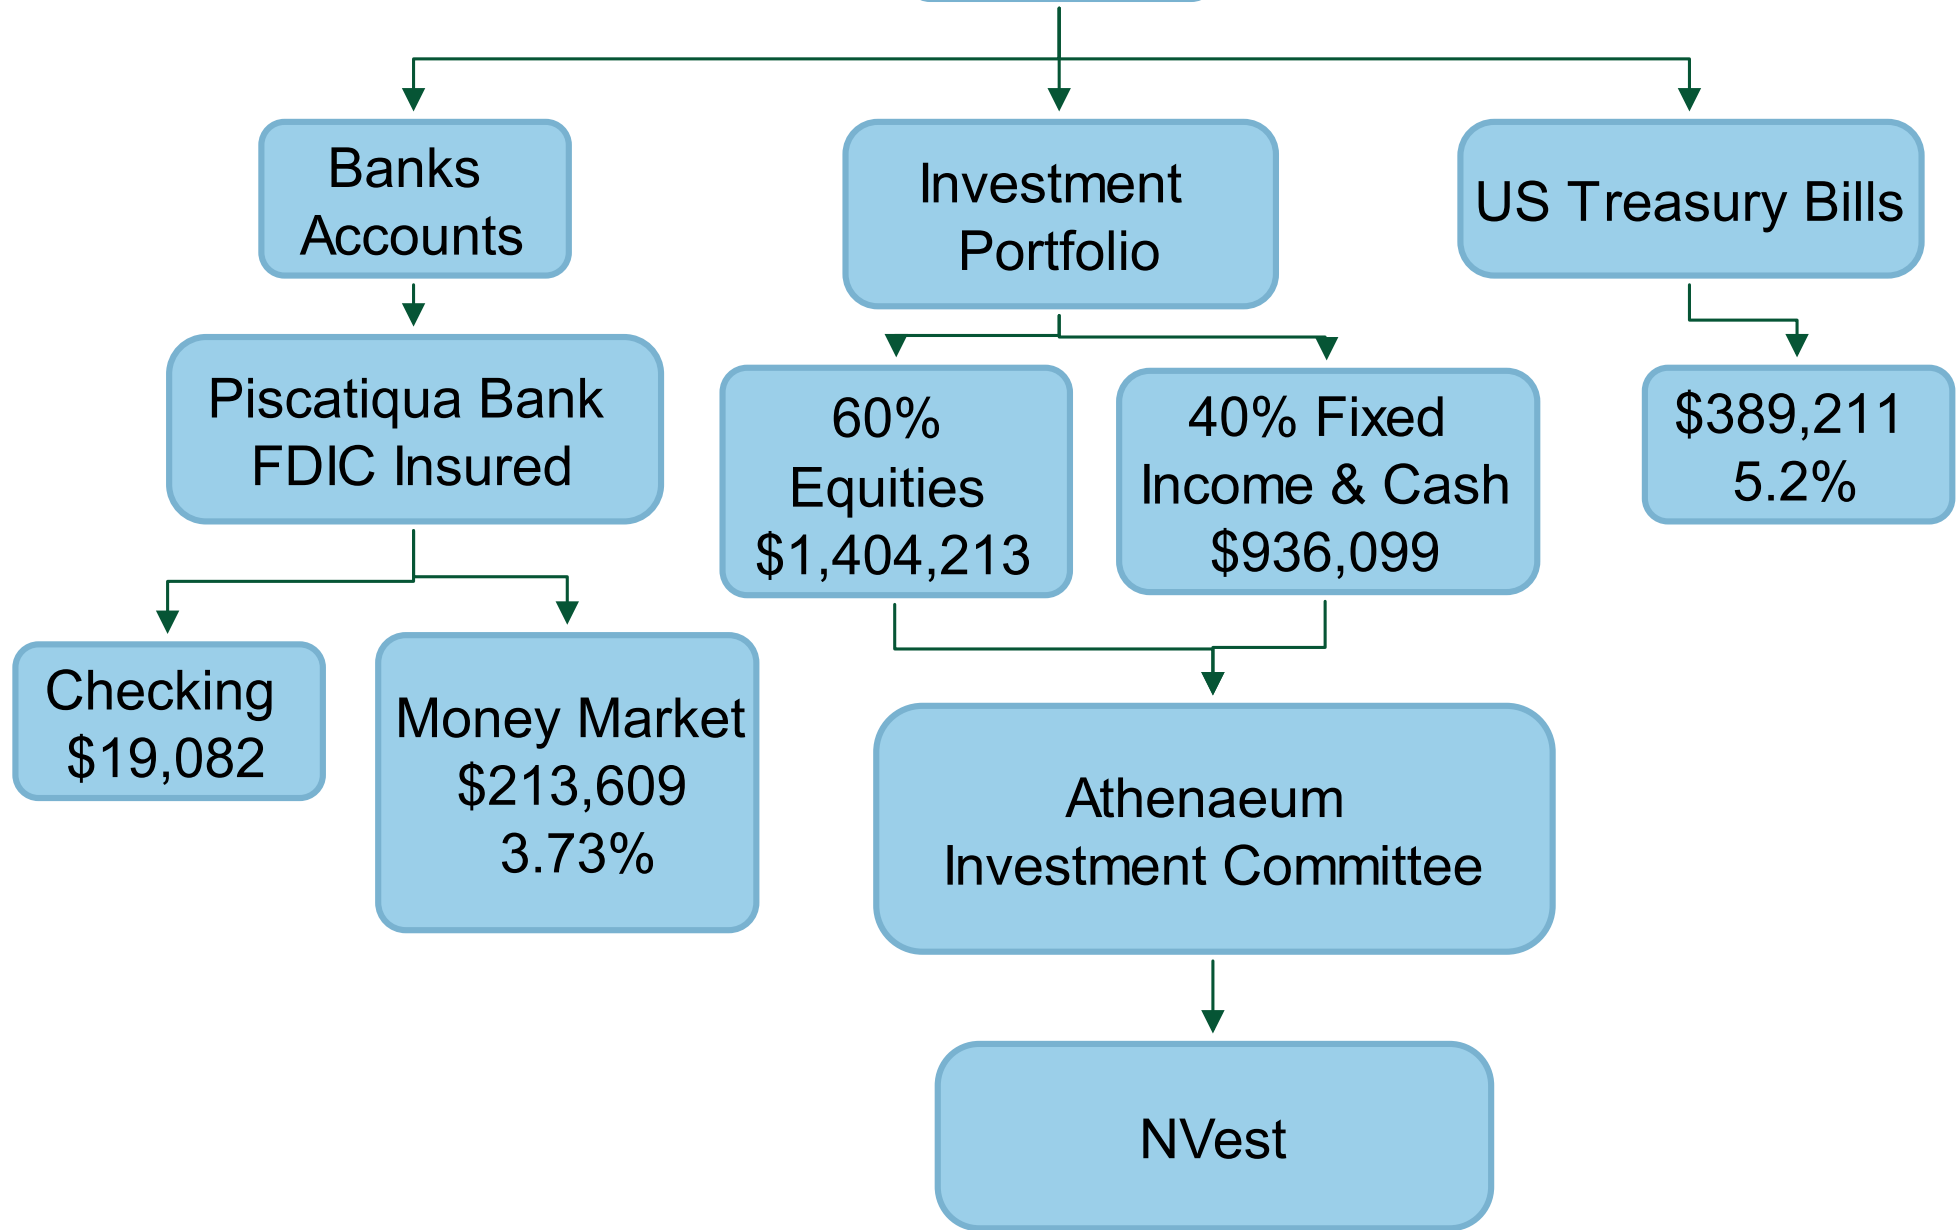 Banks
Accounts
Investment
Portfolio
US Treasury Bills
Piscatiqua Bank
FDIC Insured
60%
Equities
$1,404,213
40% Fixed
Income & Cash
$936,099
$389,211
5.2%
Checking
$19,082
Money Market
$213,609
3.73%
Athenaeum
Investment Committee
NVest